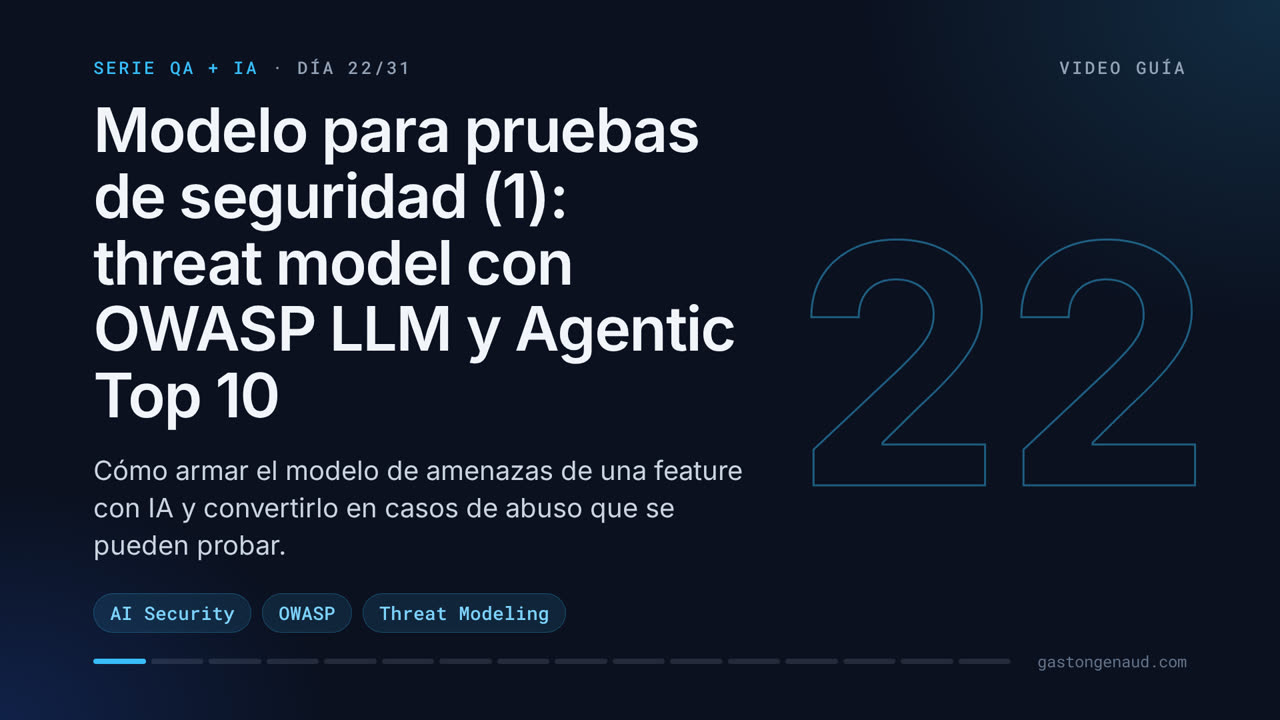 SERIE QA + IA · DÍA 22/31
VIDEO GUÍA
Modelo para pruebas
de seguridad (1):
threat model con
OWASP LLM y Agentic
Top 10
22
Cómo armar el modelo de amenazas de una feature
con IA y convertirlo en casos de abuso que se
pueden probar.
AI Security
OWASP
Threat Modeling
gastongenaud.com